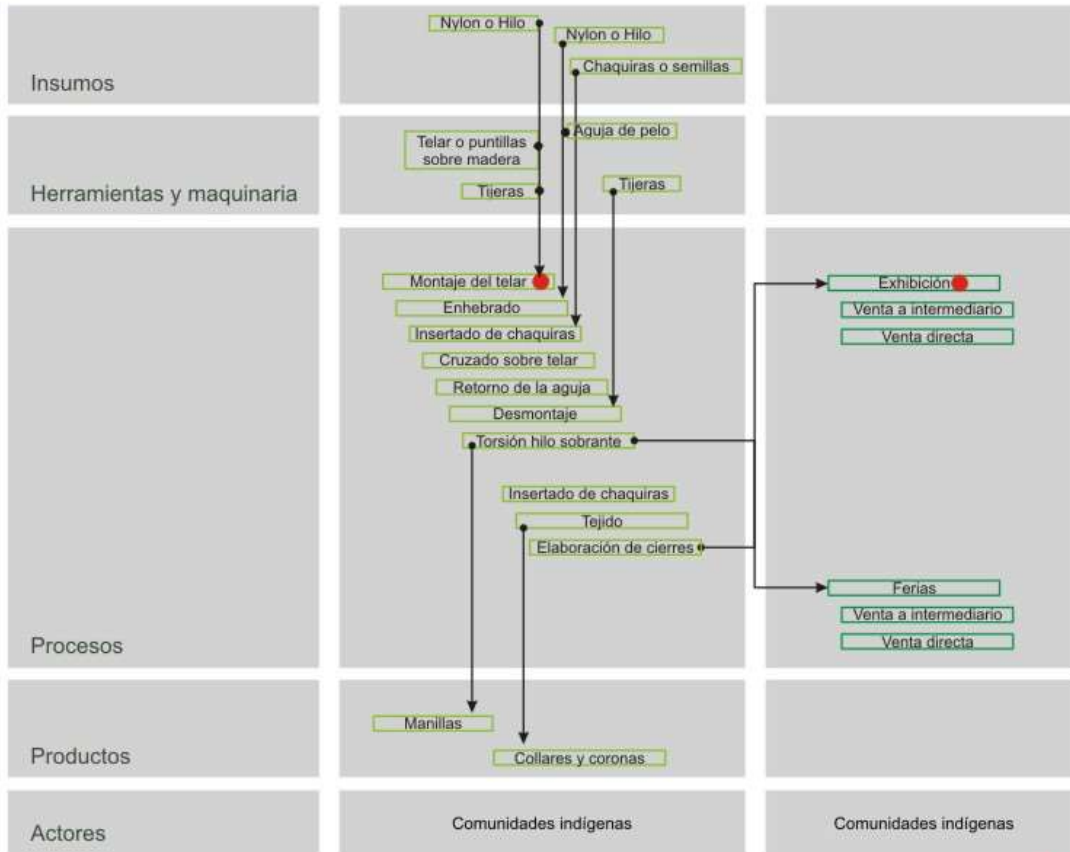 Insumos
Nylon o Hilo
Nylon o Hilo
Chaquiras o semillas
Herramientas y maquinaria
Aguja de pelo
Telar o puntillas
sobre madera
Tijeras
Tijeras
Procesos
Montaje del telar
Enhebrado
Insertado de chaquiras
Cruzado sobre telar
Retorno de la aguja
Desmontaje
Torsión hilo sobrante
Insertado de chaquiras
Tejido
Elaboración de cierres
Exhibición
Venta a intermediario
Venta directa
Ferias
Venta a intermediario
Venta directa
Productos
Manillas
Collares y coronas
Actores
Comunidades indígenas
Comunidades indígenas